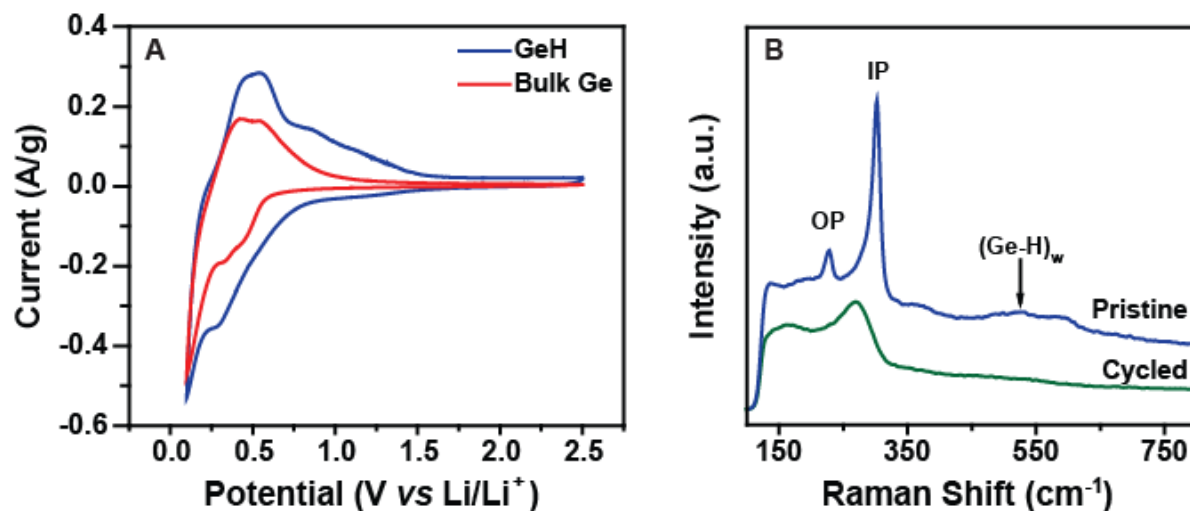 A
GeH
Bulk Ge
0.4
0.2
0.0
-0.2
-0.4
-0.6
Current (A/g)
0.0
0.5
1.0
1.5
2.0
2.5
Potential (V vs Li/Li⁺)
B
IP
OP
(Ge-H)w
Pristine
Cycled
Intensity (a.u.)
150
350
550
750
Raman Shift (cm⁻¹)